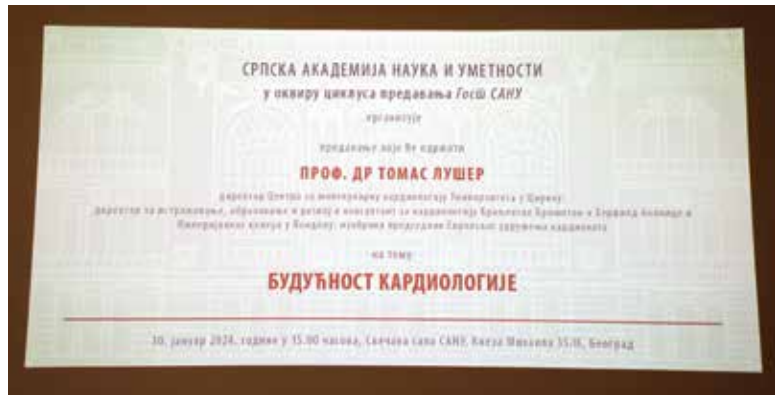 СРПСКА АКАДЕМИЈА НАУКА И УМЕТНОСТИ
у оквиру циклуса предавања Гост САНУ
организује
предавање које ће одржати
ПРОФ. ДР ТОМАС ЛУШЕР
директор Центра за молекуларну кардиологију Универзитета у Цириху;
директор за истраживање, образовање и развој и консултант за кардиологију Краљевске Бромптон и Харфилд болнице и
Империјалног колеџа у Лондону; изабрани председник Европског удружења кардиолога
на тему
БУДУЋНОСТ КАРДИОЛОГИЈЕ
30. јануар 2024. године у 15.00 часова, Свечана сала САНУ, Кнеза Михаила 35/II, Београд